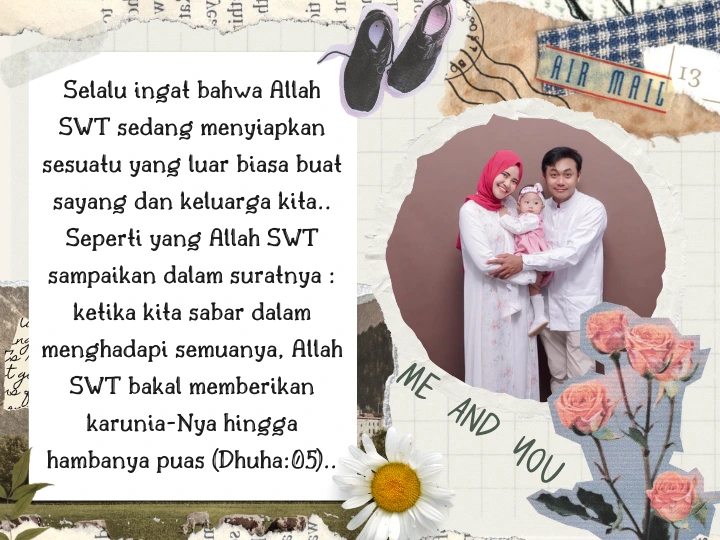 Selalu ingat bahwa Allah
SWT sedang menyiapkan
sesuatu yang luar biasa buat
sayang dan keluarga kita..
Seperti yang Allah SWT
sampaikan dalam suratnya :
ketika kita sabar dalam
menghadapi semuanya, Allah
SWT bakal memberikan
karunia-Nya hingga
hambanya puas (Dhuha:05)..
AIR MAIL
13
ME AND YOU